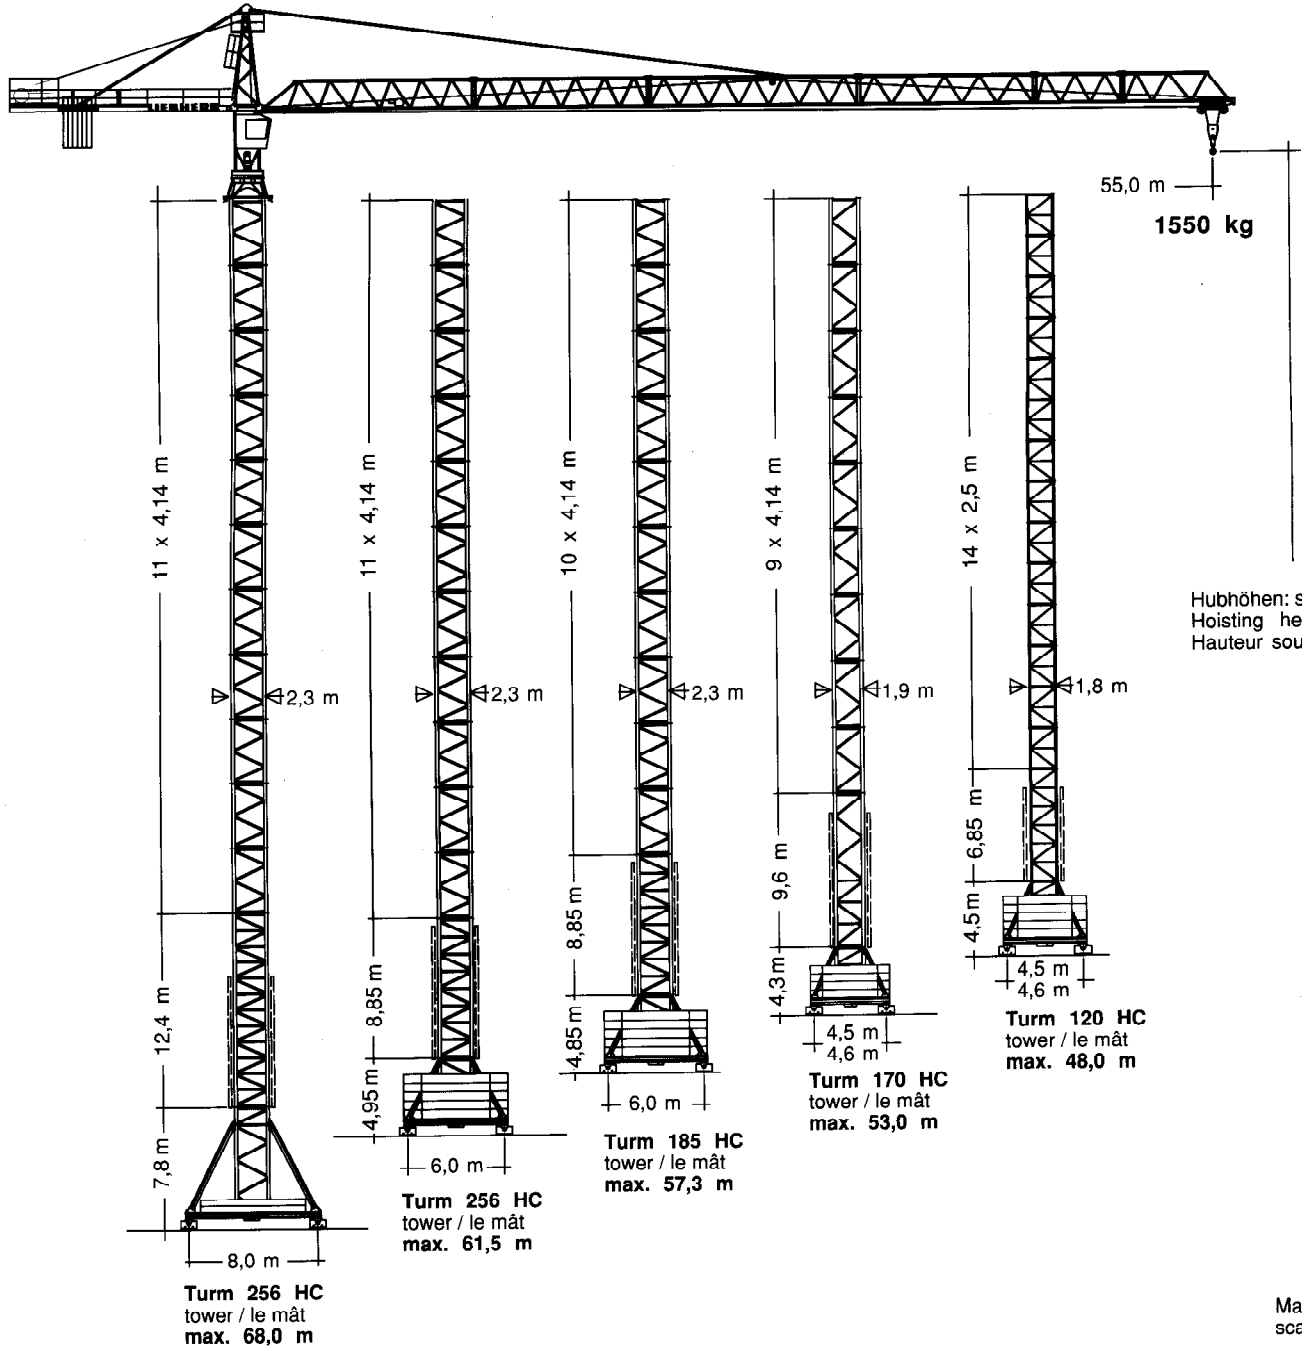 LIEBHERR
55,0 m
1550 kg
11 x 4,14 m
11 x 4,14 m
10 x 4,14 m
9 x 4,14 m
14 x 2,5 m
Hubhöhen: s
Hoisting he
Hauteur sou
2,3 m
2,3 m
2,3 m
1,9 m
1,8 m
12,4 m
8,85 m
8,85 m
9,6 m
6,85 m
7,8 m
4,95 m
4,85 m
4,3 m
4,5 m
8,0 m
Turm 256 HC
tower / le mât
max. 68,0 m
6,0 m
Turm 256 HC
tower / le mât
max. 61,5 m
6,0 m
Turm 185 HC
tower / le mât
max. 57,3 m
4,5 m
4,6 m
Turm 170 HC
tower / le mât
max. 53,0 m
4,5 m
4,6 m
Turm 120 HC
tower / le mât
max. 48,0 m
Ma
sca